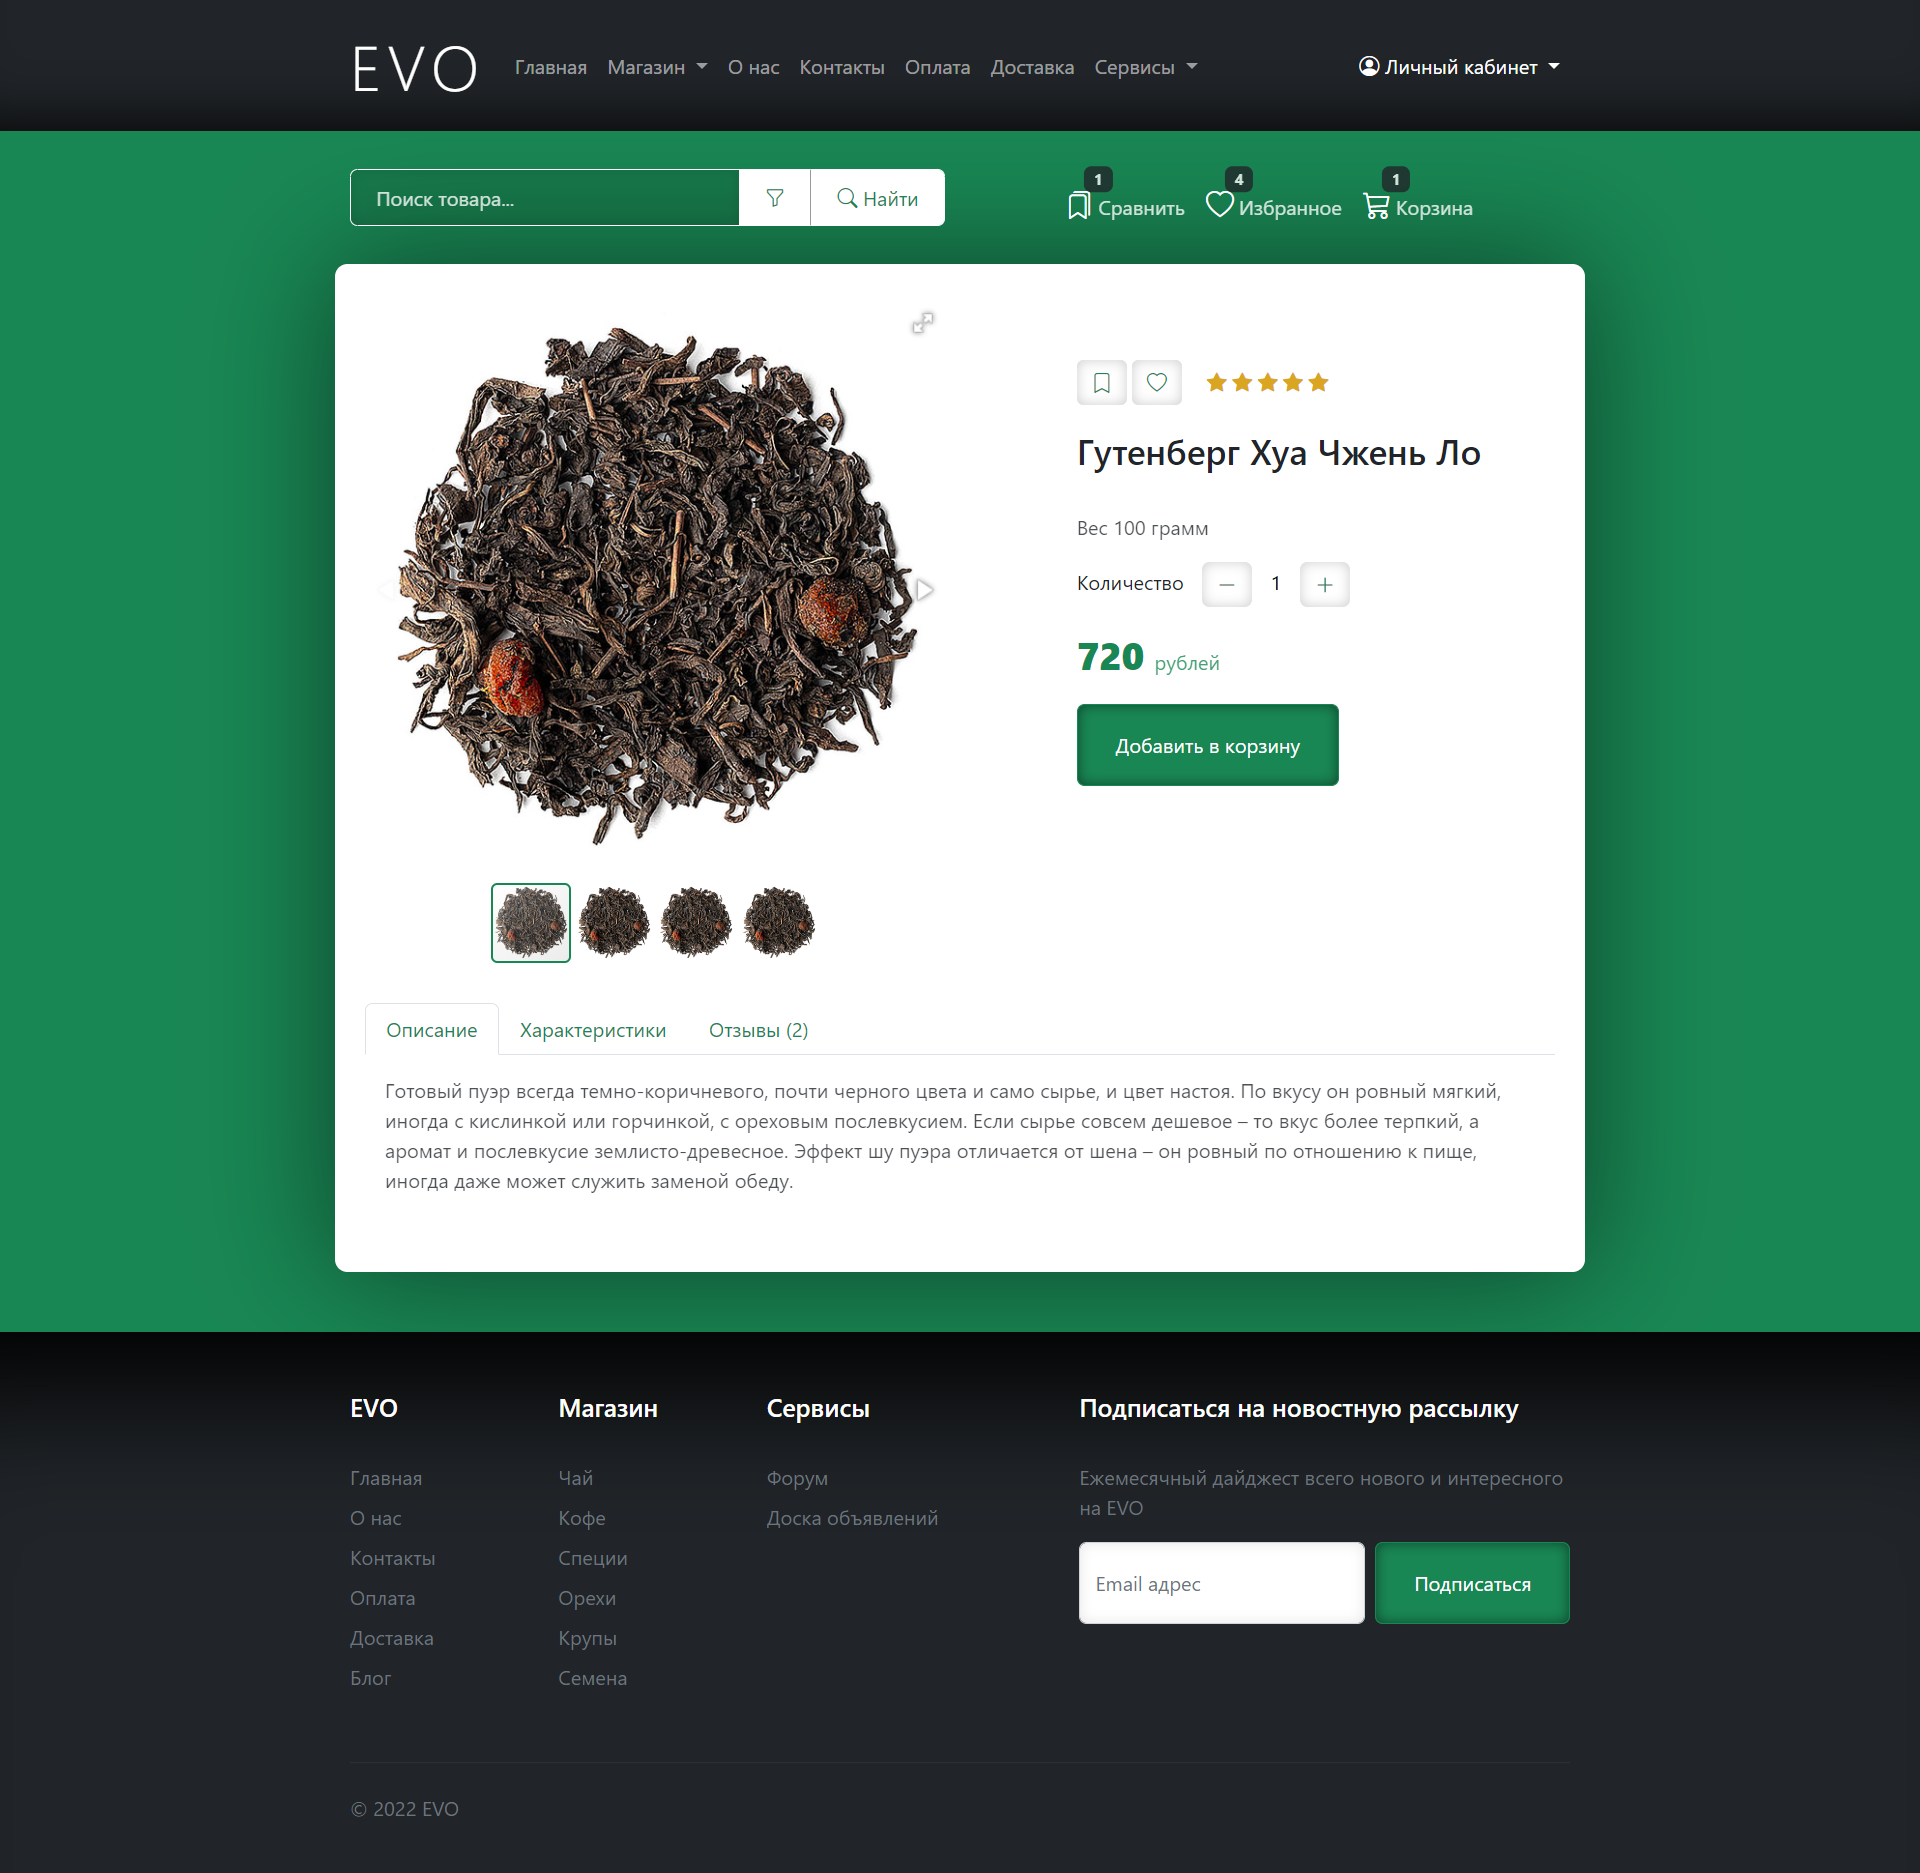 EVO
Главная Магазин О нас Контакты Оплата Доставка Сервисы Личный кабинет
Поиск товара... Найти
1 Сравнить 4 Избранное 1 Корзина
Гутенберг Хуа Чжень Ло
Вес 100 грамм
Количество 1
720 рублей
Добавить в корзину
Описание Характеристики Отзывы (2)
Готовый пуэр всегда темно-коричневого, почти черного цвета и само сырье, и цвет настоя. По вкусу он ровный мягкий,
иногда с кислинкой или горчинкой, с ореховым послевкусием. Если сырье совсем дешевое – то вкус более терпкий, а
аромат и послевкусие землисто-древесное. Эффект шу пуэра отличается от шена – он ровный по отношению к пище,
иногда даже может служить заменой обеду.
EVO
Главная
О нас
Контакты
Оплата
Доставка
Блог
Магазин
Чай
Кофе
Специи
Орехи
Крупы
Семена
Сервисы
Форум
Доска объявлений
Подписаться на новостную рассылку
Ежемесячный дайджест всего нового и интересного
на EVO
Email адрес Подписаться
© 2022 EVO